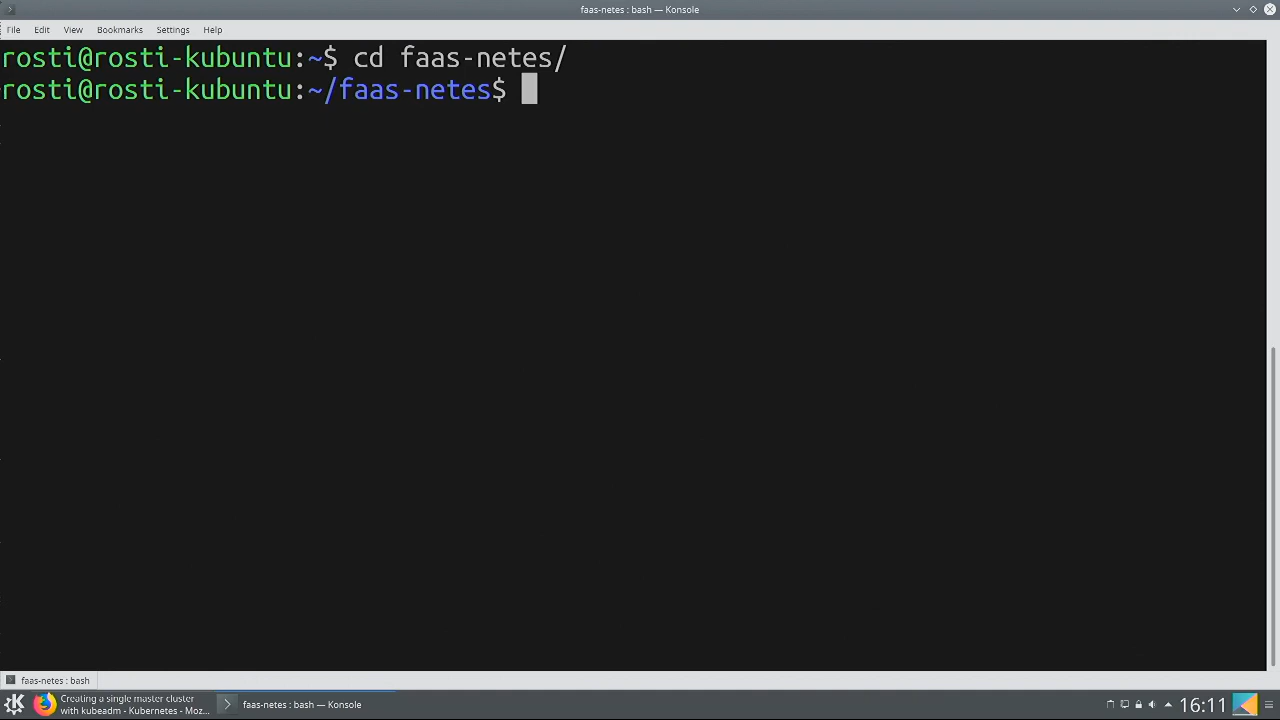 faas-netes : bash — Konsole
File Edit View Bookmarks Settings Help
rosti@rosti-kubuntu:~$ cd faas-netes/
rosti@rosti-kubuntu:~/faas-netes$
faas-netes : bash
Creating a single master cluster
with kubeadm - Kubernetes - Moz...
faas-netes : bash — Konsole
16:11